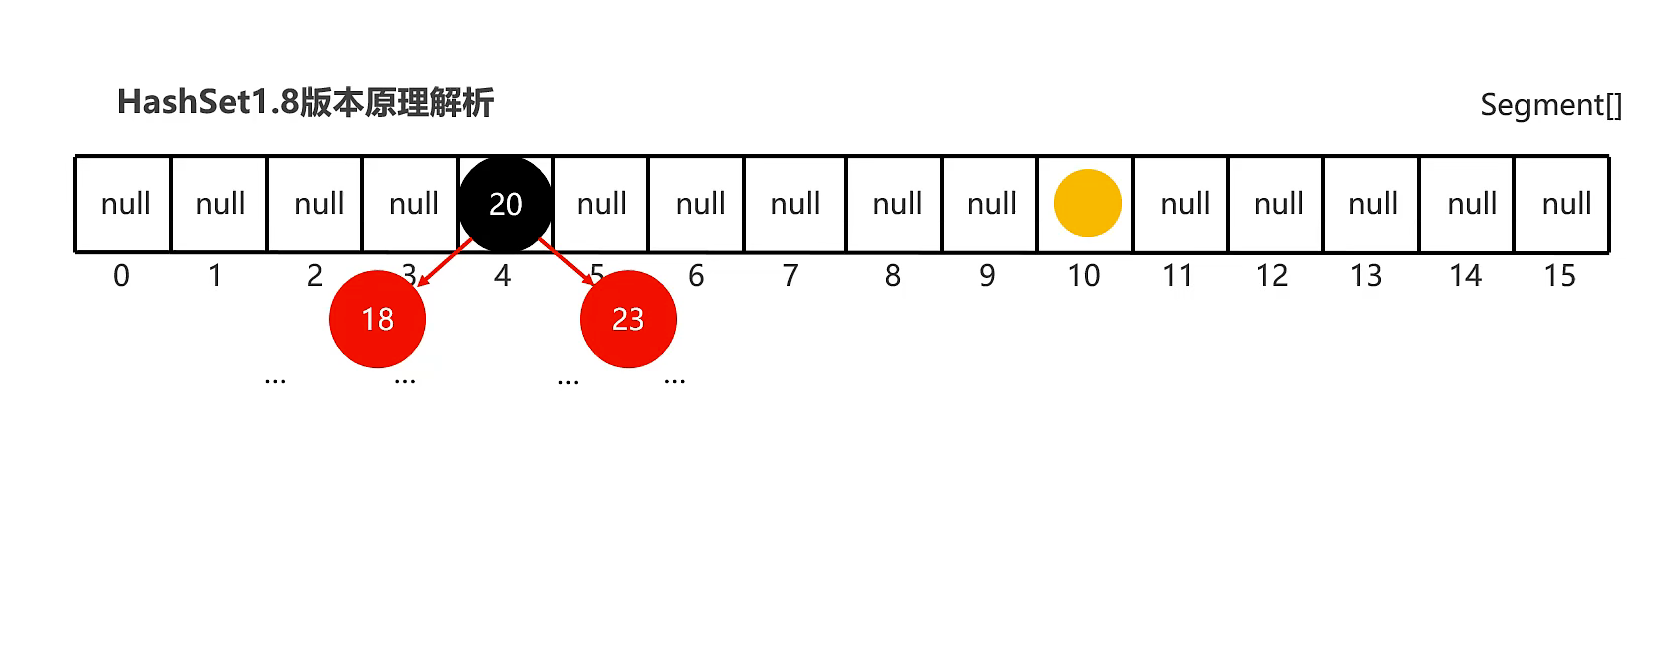 HashSet1.8版本原理解析
Segment[]
null null null null 20 null null null null null null null null null null
0 1 2 3 4 5 6 7 8 9 10 11 12 13 14 15
18 23
... ... ... ...